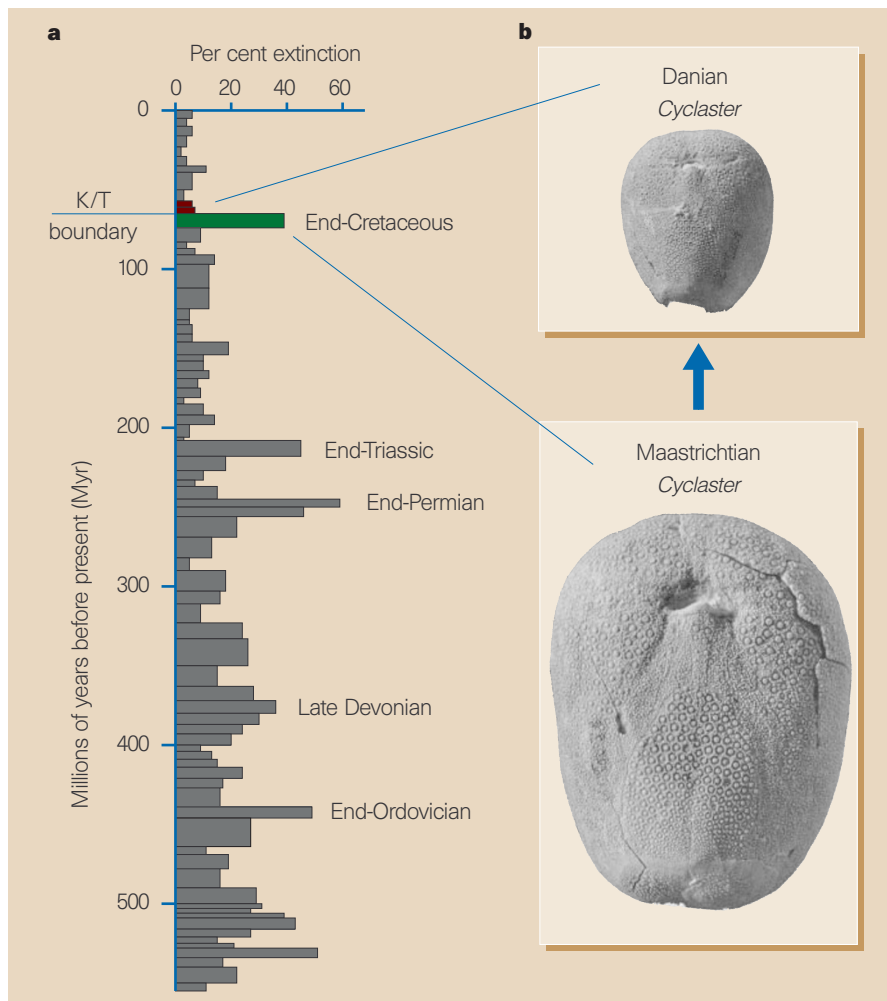 a
Per cent extinction
0 20 40 60
0
K/T
boundary
End-Cretaceous
100
200
End-Triassic
End-Permian
300
Late Devonian
400
End-Ordovician
500
Millions of years before present (Myr)
b
Danian
Cyclaster
Maastrichtian
Cyclaster